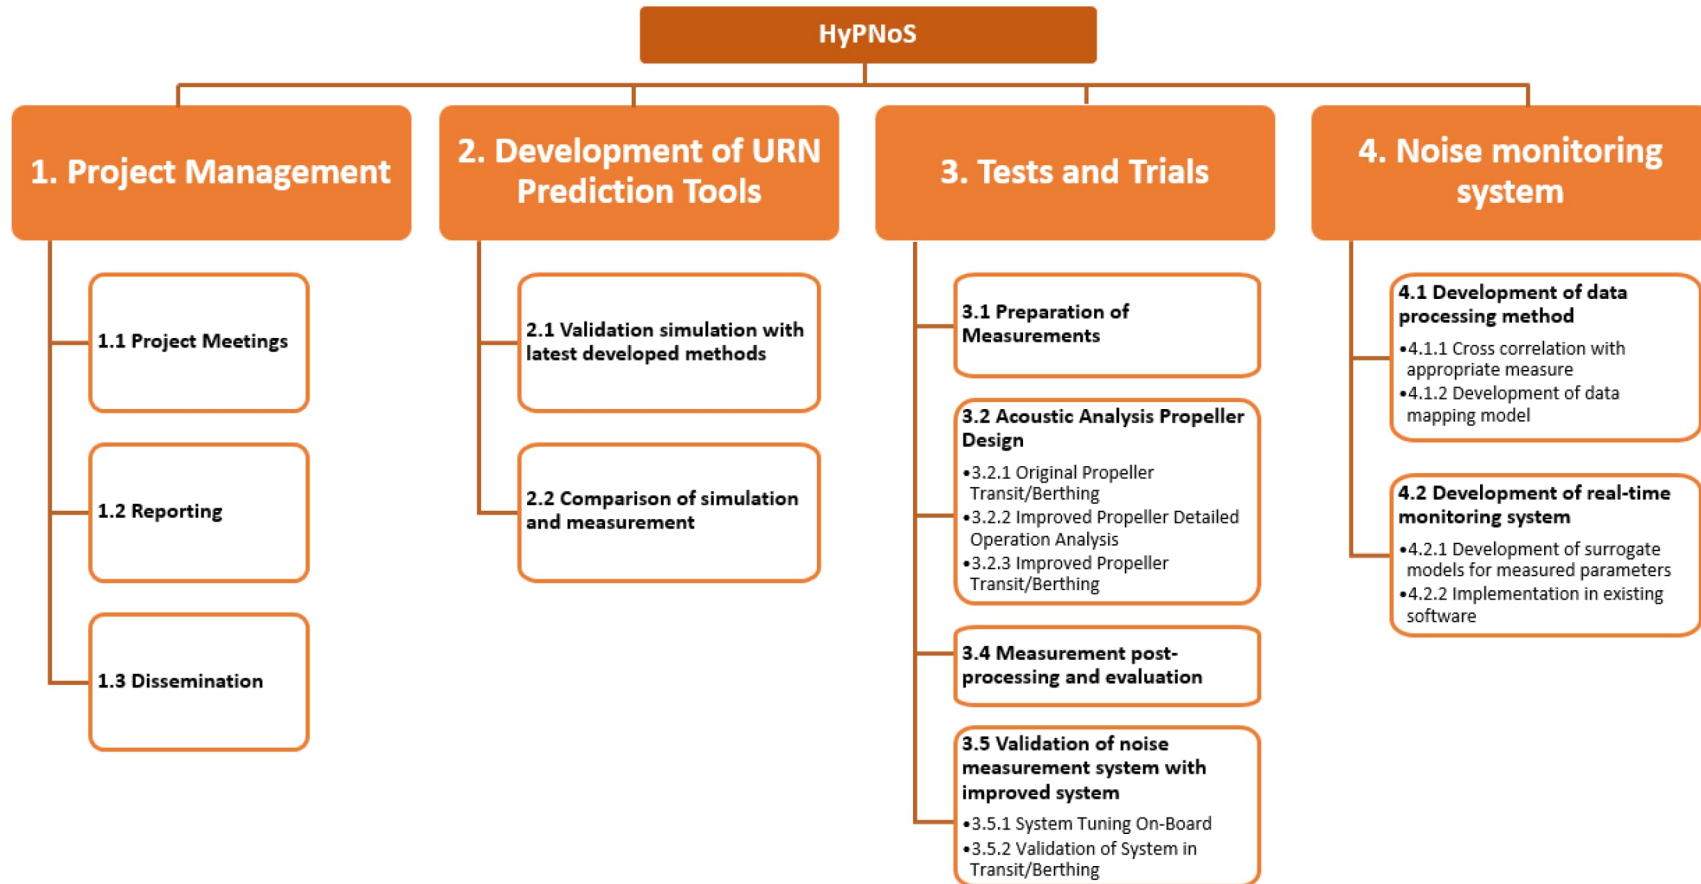 HyPNoS
1. Project Management
1.1 Project Meetings
1.2 Reporting
1.3 Dissemination
2. Development of URN
Prediction Tools
2.1 Validation simulation with
latest developed methods
2.2 Comparison of simulation
and measurement
3. Tests and Trials
3.1 Preparation of
Measurements
3.2 Acoustic Analysis Propeller
Design
•3.2.1 Original Propeller
Transit/Berthing
•3.2.2 Improved Propeller Detailed
Operation Analysis
•3.2.3 Improved Propeller
Transit/Berthing
3.4 Measurement post-
processing and evaluation
3.5 Validation of noise
measurement system with
improved system
•3.5.1 System Tuning On-Board
•3.5.2 Validation of System in
Transit/Berthing
4. Noise monitoring
system
4.1 Development of data
processing method
•4.1.1 Cross correlation with
appropriate measure
•4.1.2 Development of data
mapping model
4.2 Development of real-time
monitoring system
•4.2.1 Development of surrogate
models for measured parameters
•4.2.2 Implementation in existing
software